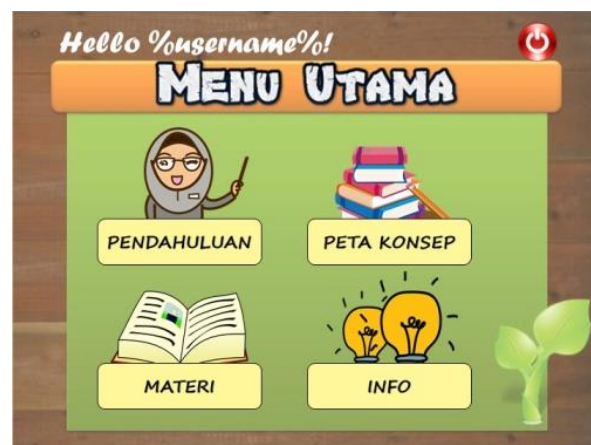 Hello %username%!
MENU UTAMA
PENDAHULUAN
PETA KONSEP
MATERI
INFO